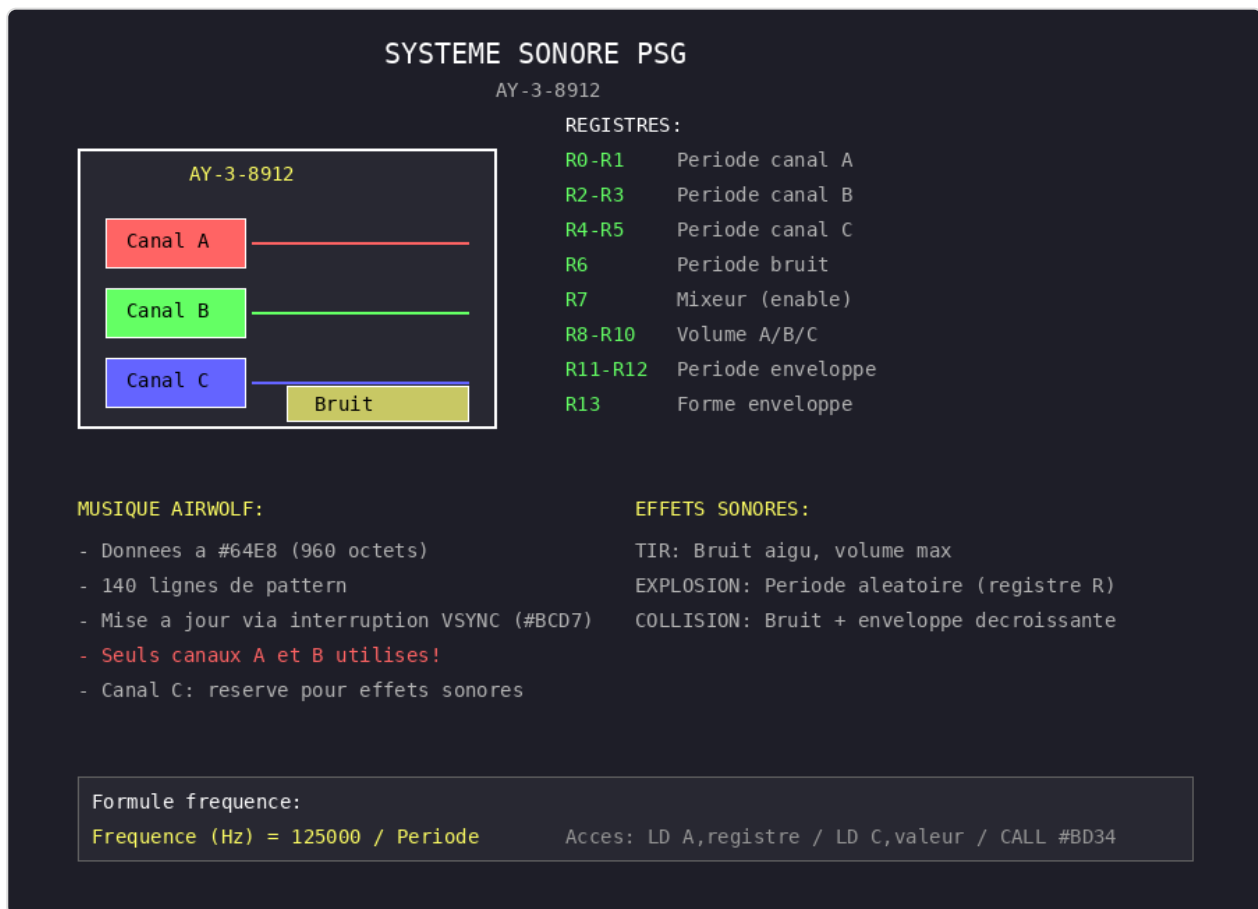 SYSTEME SONORE PSG
AY-3-8912
AY-3-8912
Canal A
Canal B
Canal C
Bruit
REGISTRES:
R0-R1 Periode canal A
R2-R3 Periode canal B
R4-R5 Periode canal C
R6 Periode bruit
R7 Mixeur (enable)
R8-R10 Volume A/B/C
R11-R12 Periode enveloppe
R13 Forme enveloppe
MUSIQUE AIRWOLF:
- Donnees a #64E8 (960 octets)
- 140 lignes de pattern
- Mise a jour via interruption VSYNC (#BCD7)
- Seuls canaux A et B utilises!
- Canal C: reserve pour effets sonores
EFFETS SONORES:
TIR: Bruit aigu, volume max
EXPLOSION: Periode aleatoire (registre R)
COLLISION: Bruit + enveloppe decroissante
Formule frequence:
Frequence (Hz) = 125000 / Periode
Acces: LD A,registre / LD C,valeur / CALL #BD34